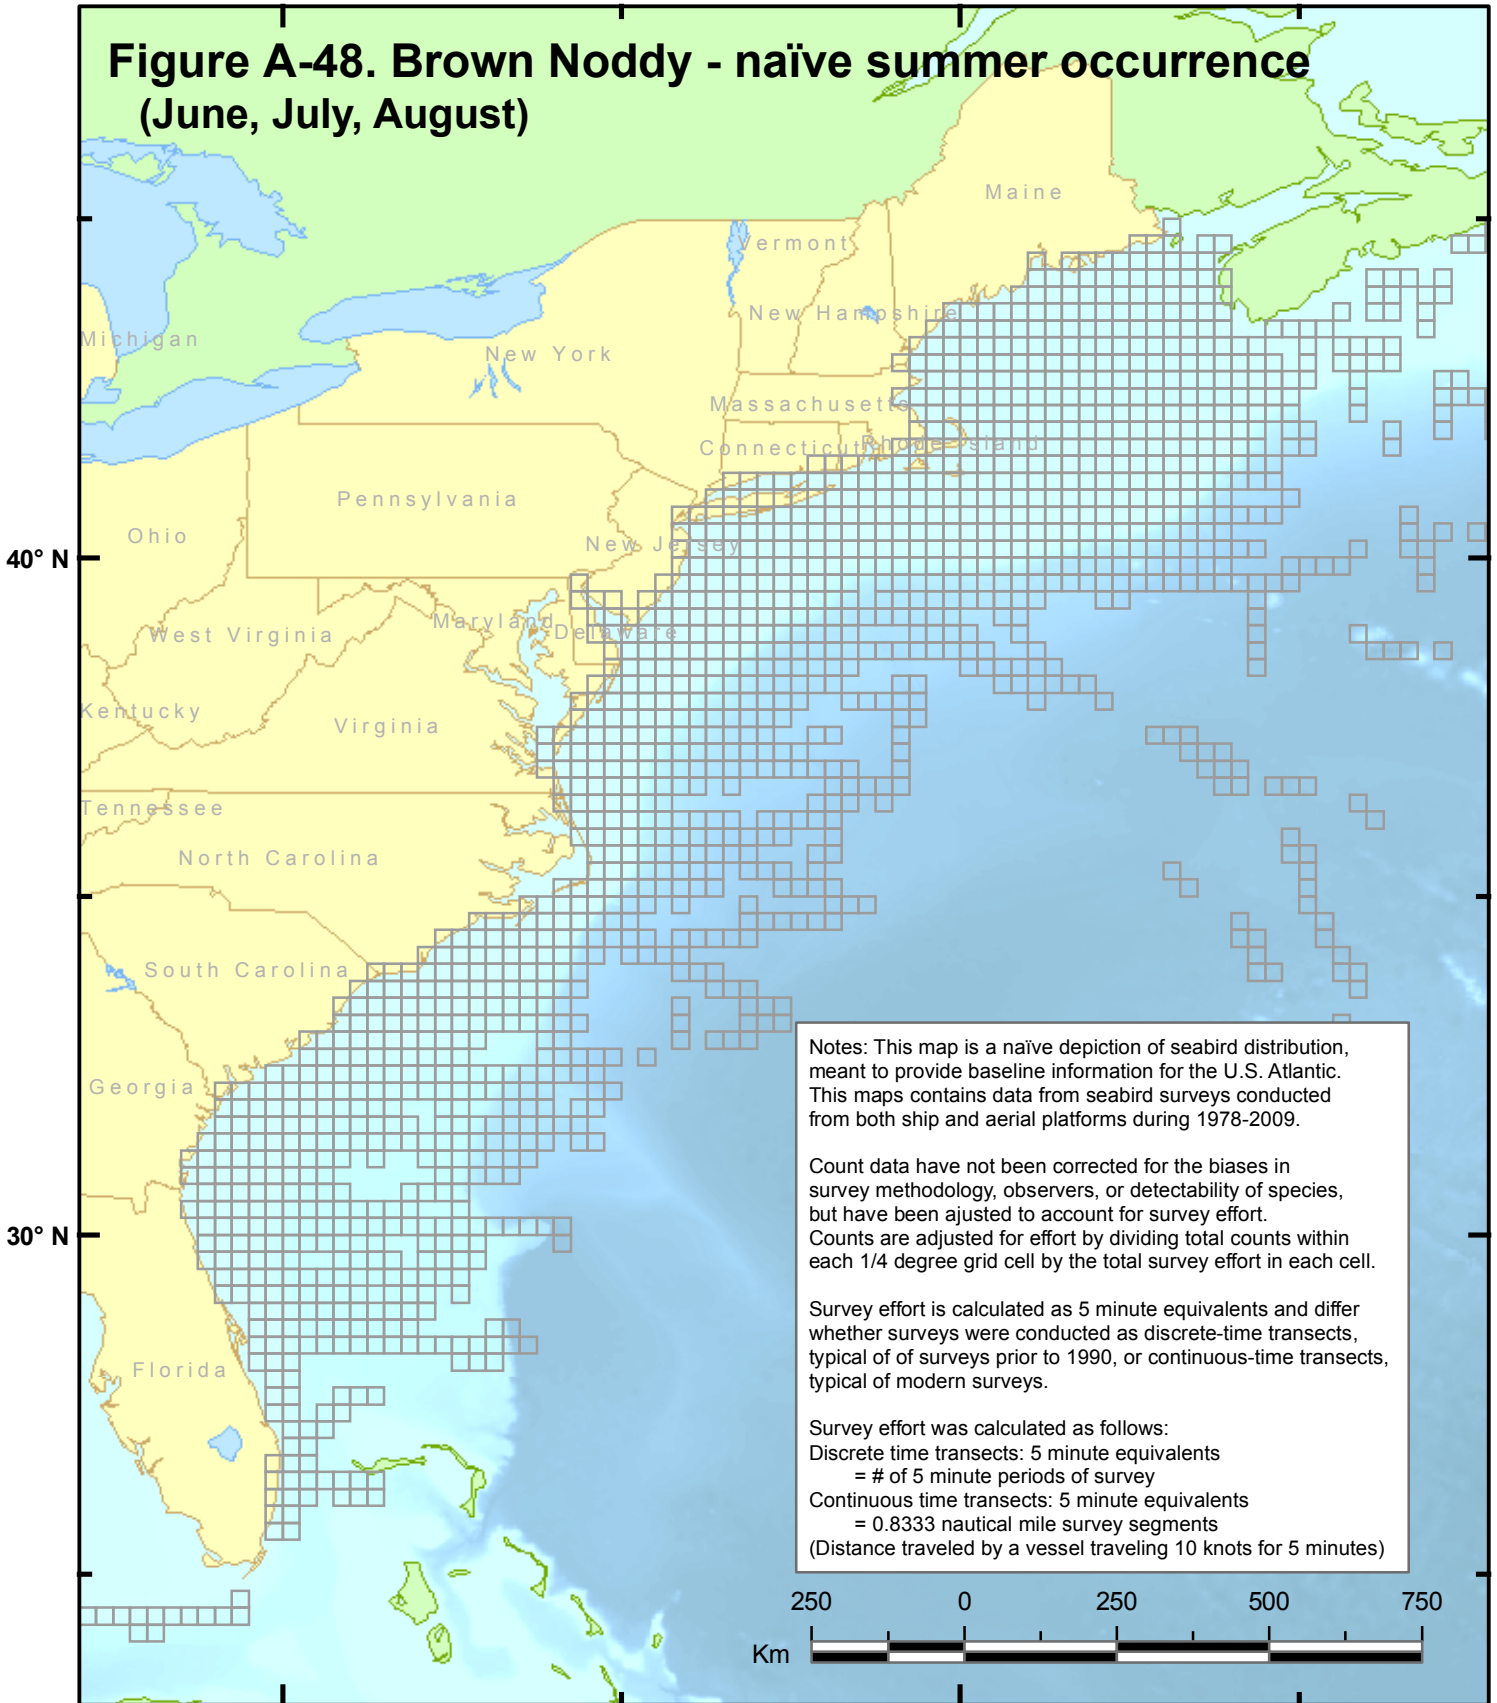 Figure A-48. Brown Noddy - naïve summer occurrence
(June, July, August)
Maine
Vermont
New Hampshire
Michigan
New York
Massachusetts
Connecticut
Rhode Island
Pennsylvania
Ohio
New Jersey
40° N
West Virginia
Maryland
Delaware
Kentucky
Virginia
Tennessee
North Carolina
South Carolina
Georgia
30° N
Florida
Notes: This map is a naïve depiction of seabird distribution,
meant to provide baseline information for the U.S. Atlantic.
This maps contains data from seabird surveys conducted
from both ship and aerial platforms during 1978-2009.
Count data have not been corrected for the biases in
survey methodology, observers, or detectability of species,
but have been ajusted to account for survey effort.
Counts are adjusted for effort by dividing total counts within
each 1/4 degree grid cell by the total survey effort in each cell.
Survey effort is calculated as 5 minute equivalents and differ
whether surveys were conducted as discrete-time transects,
typical of of surveys prior to 1990, or continuous-time transects,
typical of modern surveys.
Survey effort was calculated as follows:
Discrete time transects: 5 minute equivalents
= # of 5 minute periods of survey
Continuous time transects: 5 minute equivalents
= 0.8333 nautical mile survey segments
(Distance traveled by a vessel traveling 10 knots for 5 minutes)
250 0 250 500 750
Km